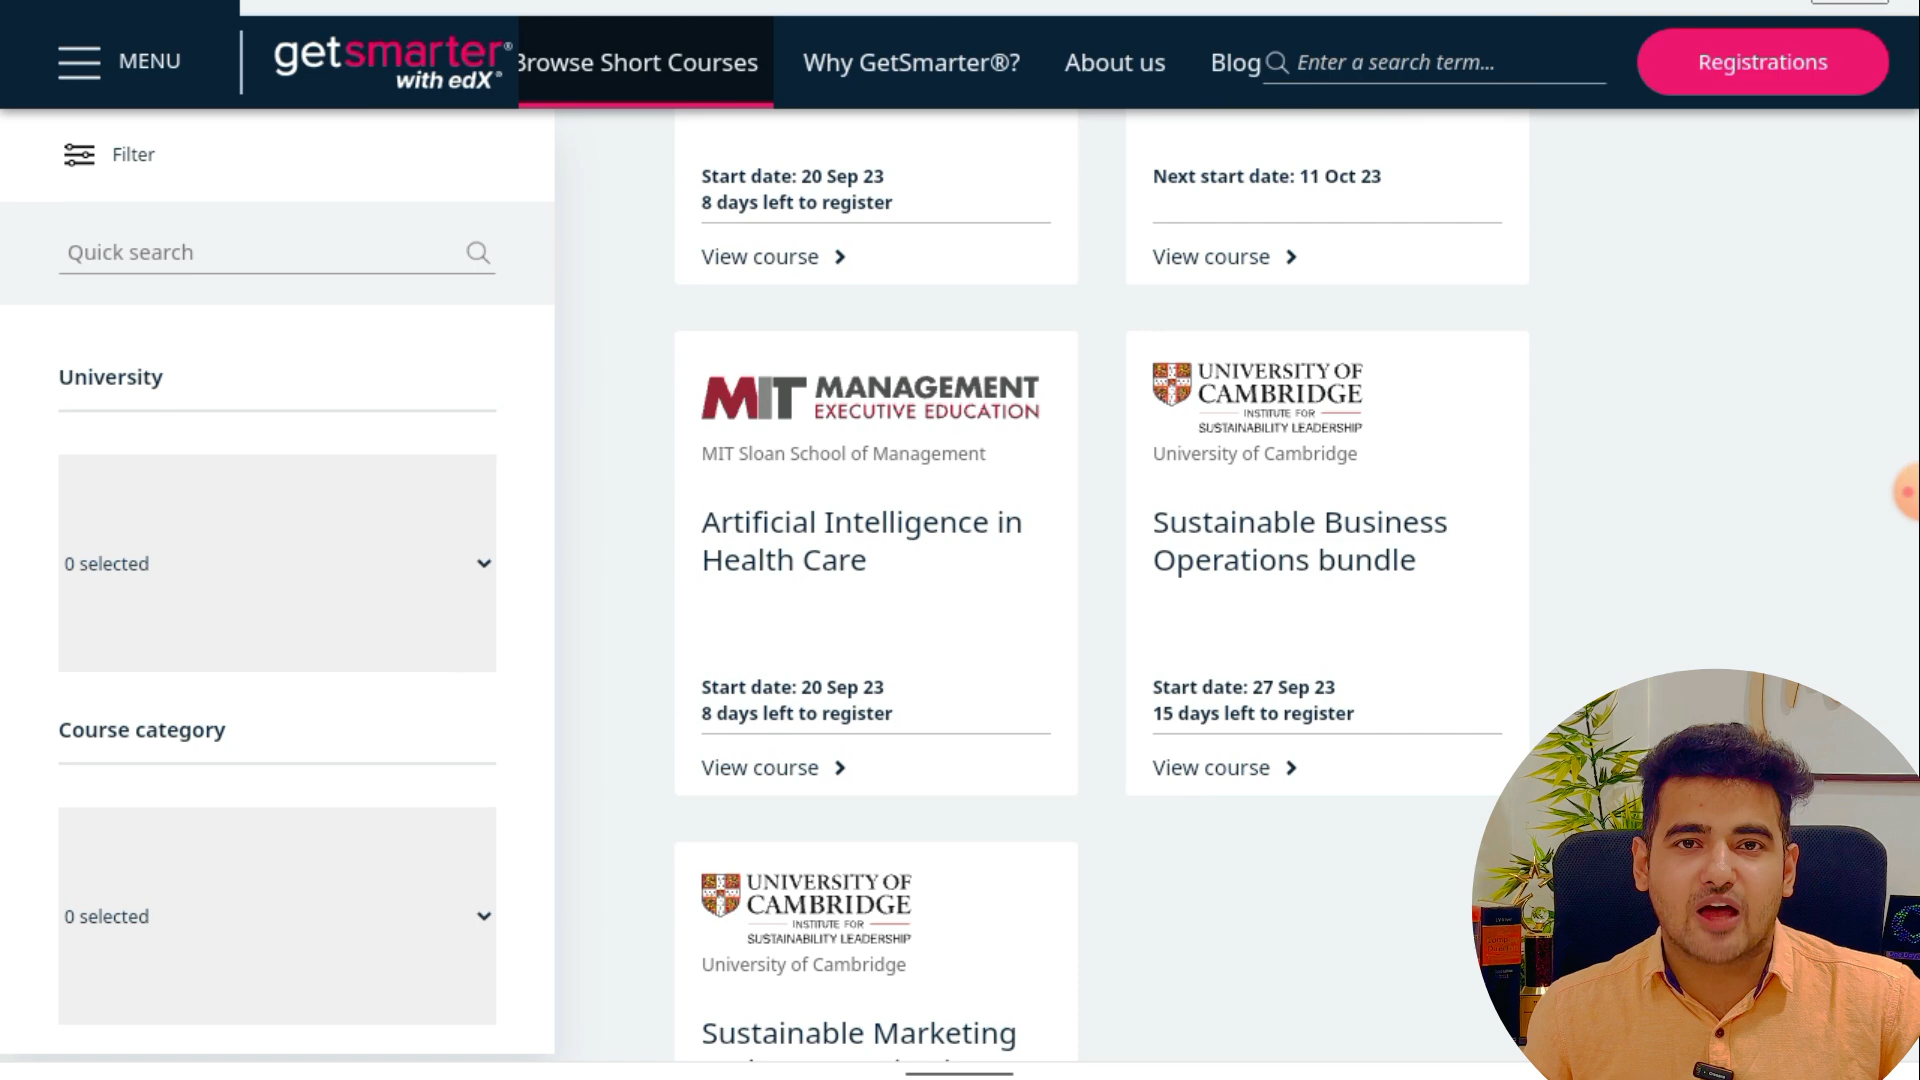 MENU
getsmarter®
with edX®
Browse Short Courses
Why GetSmarter®?
About us
Blog
Enter a search term...
Registrations
Filter
Quick search
University
0 selected
Course category
0 selected
Start date: 20 Sep 23
8 days left to register
View course
Next start date: 11 Oct 23
View course
MIT MANAGEMENT
EXECUTIVE EDUCATION
MIT Sloan School of Management
Artificial Intelligence in
Health Care
Start date: 20 Sep 23
8 days left to register
View course
UNIVERSITY OF
CAMBRIDGE
INSTITUTE FOR
SUSTAINABILITY LEADERSHIP
University of Cambridge
Sustainable Business
Operations bundle
Start date: 27 Sep 23
15 days left to register
View course
UNIVERSITY OF
CAMBRIDGE
INSTITUTE FOR
SUSTAINABILITY LEADERSHIP
University of Cambridge
Sustainable Marketing